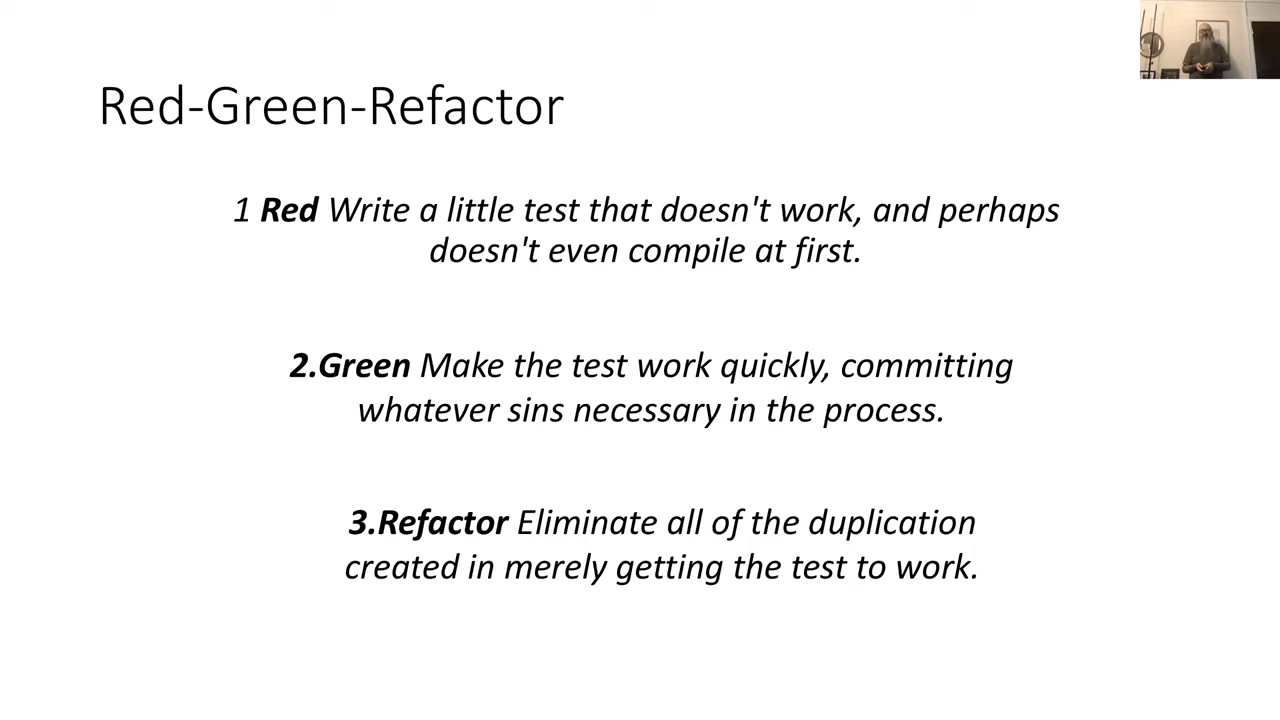 Red-Green-Refactor
1 Red Write a little test that doesn't work, and perhaps
doesn't even compile at first.
2.Green Make the test work quickly, committing
whatever sins necessary in the process.
3.Refactor Eliminate all of the duplication
created in merely getting the test to work.